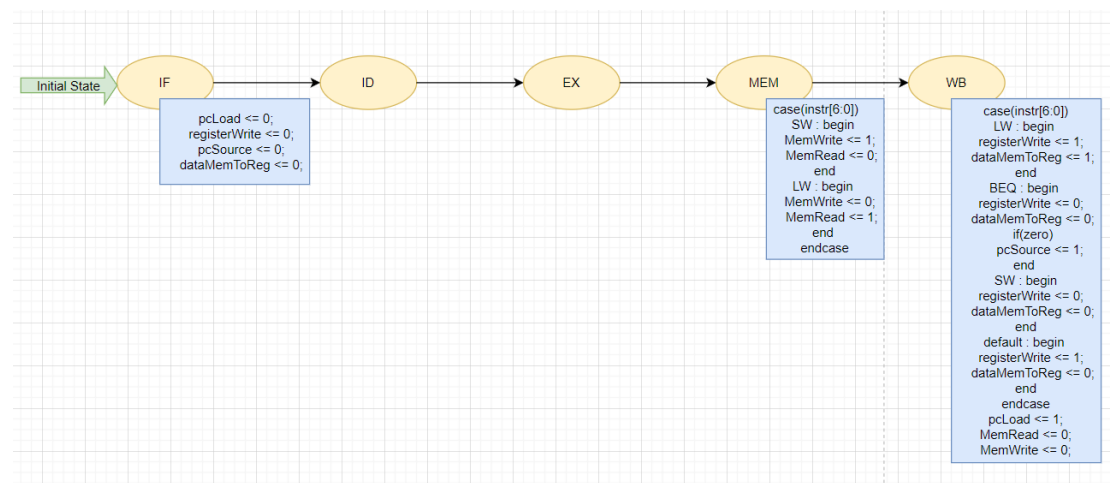 Initial State
IF
ID
EX
MEM
WB
pcLoad <= 0;
registerWrite <= 0;
pcSource <= 0;
dataMemToReg <= 0;
case(instr[6:0])
SW : begin
MemWrite <= 1;
MemRead <= 0;
end
LW : begin
MemWrite <= 0;
MemRead <= 1;
end
endcase
case(instr[6:0])
LW : begin
registerWrite <= 1;
dataMemToReg <= 1;
end
BEQ : begin
registerWrite <= 0;
dataMemToReg <= 0;
if(zero)
pcSource <= 1;
end
SW : begin
registerWrite <= 0;
dataMemToReg <= 0;
end
default : begin
registerWrite <= 1;
dataMemToReg <= 0;
end
endcase
pcLoad <= 1;
MemRead <= 0;
MemWrite <= 0;